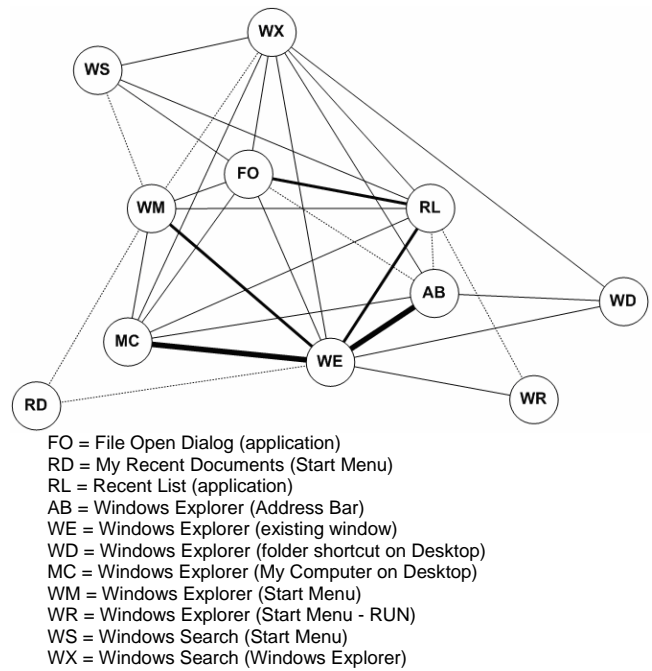 WX
WS
FO
WM
RL
AB
WD
MC
WE
RD
WR
FO = File Open Dialog (application)
RD = My Recent Documents (Start Menu)
RL = Recent List (application)
AB = Windows Explorer (Address Bar)
WE = Windows Explorer (existing window)
WD = Windows Explorer (folder shortcut on Desktop)
MC = Windows Explorer (My Computer on Desktop)
WM = Windows Explorer (Start Menu)
WR = Windows Explorer (Start Menu - RUN)
WS = Windows Search (Start Menu)
WX = Windows Search (Windows Explorer)